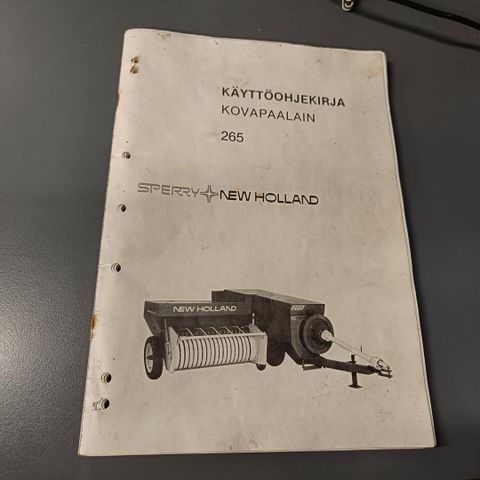 KÄYTTÖOHJEKIRJA
KOVAPAALAIN
265
SPERRY NEW HOLLAND
NEW HOLLAND